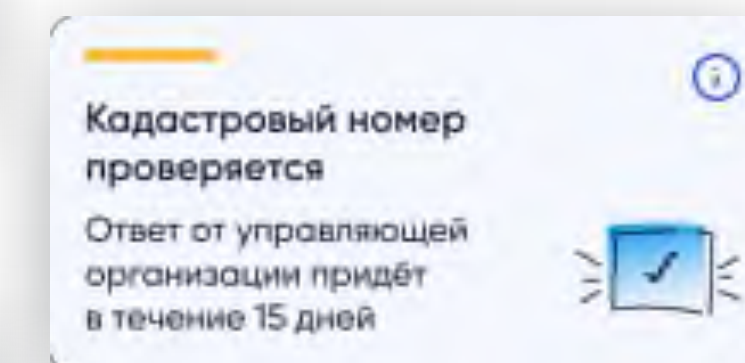 Кадастровый номер
проверяется
Ответ от управляющей
организации придёт
в течение 15 дней